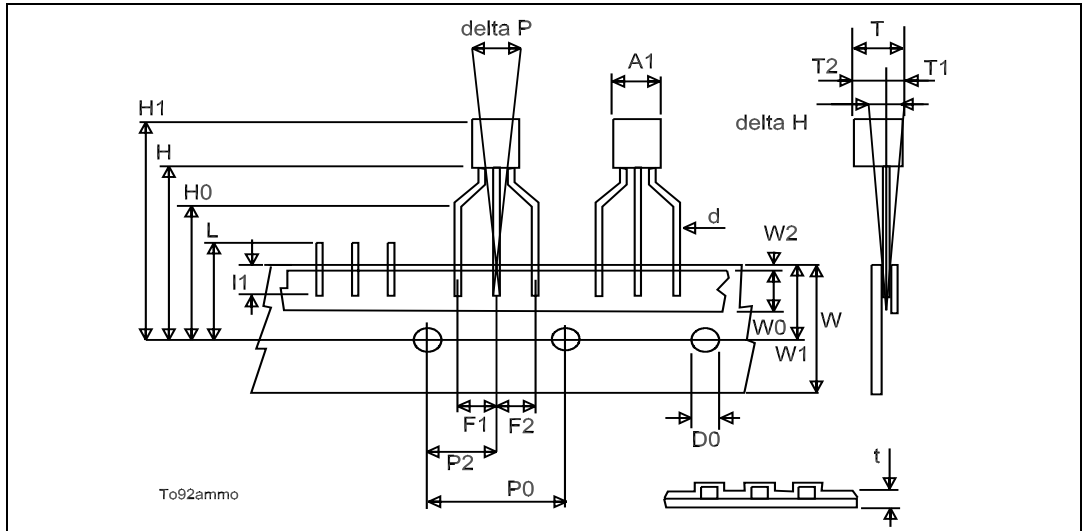 delta P
A1
T
T2
T1
H1
delta H
H
H0
d
L
W2
I1
W0
W
W1
F1
F2
D0
P2
t
P0
To92ammo